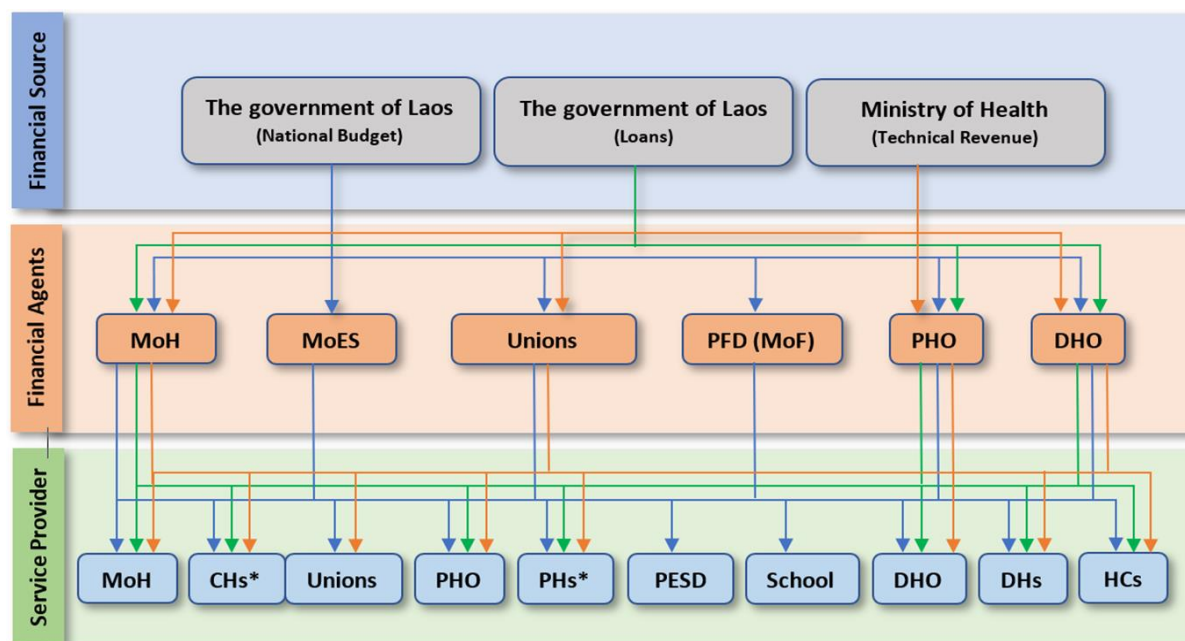 Financial Source
The government of Laos
(National Budget)
The government of Laos
(Loans)
Ministry of Health
(Technical Revenue)
Financial Agents
MoH
MoES
Unions
PFD (MoF)
PHO
DHO
Service Provider
MoH
CHs*
Unions
PHO
PHs*
PESD
School
DHO
DHs
HCs